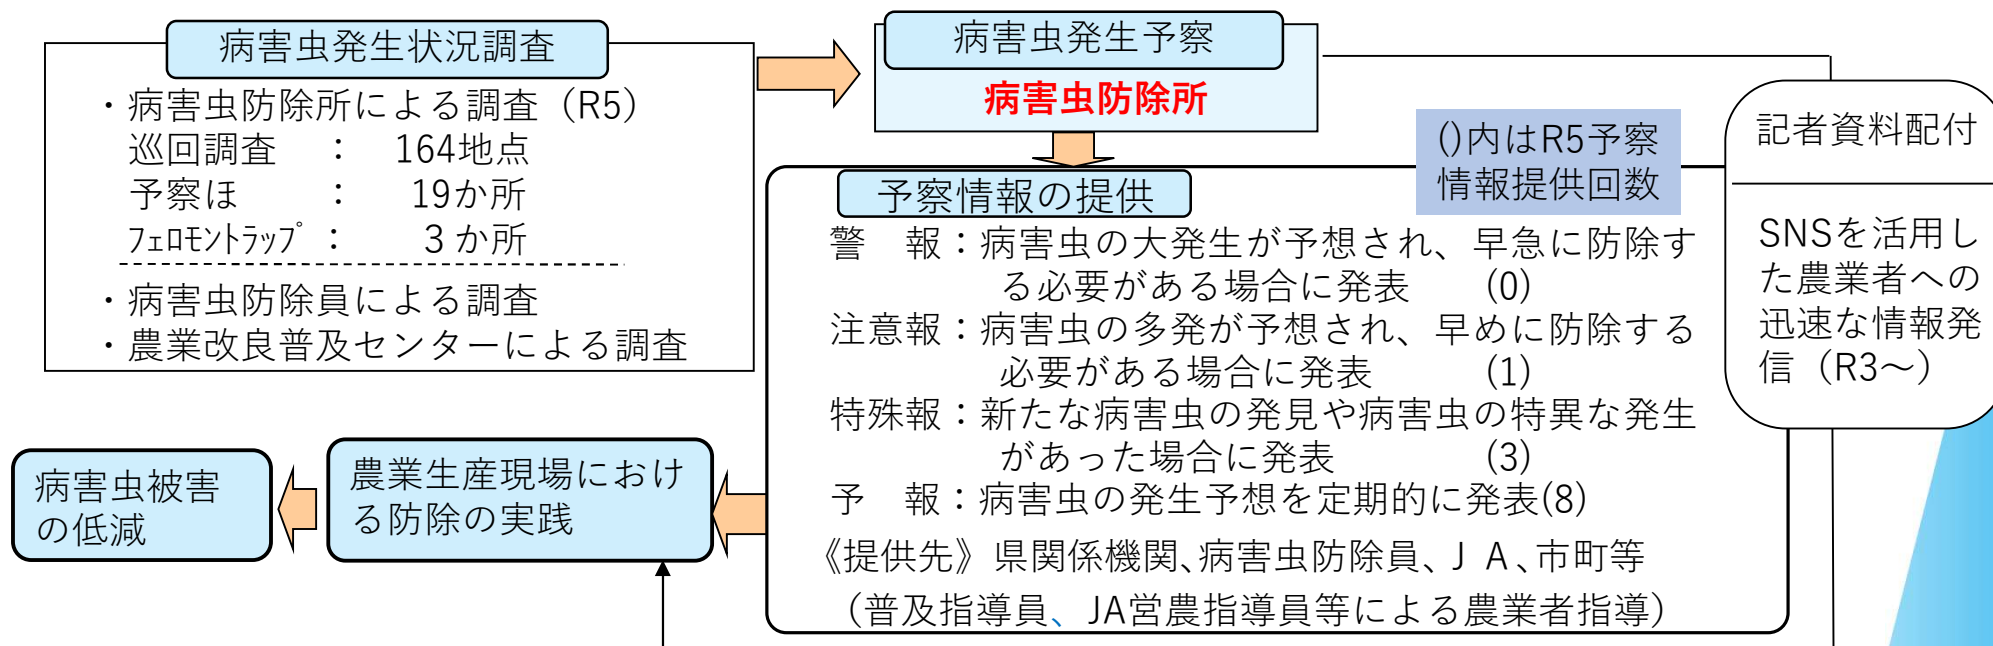 病害虫発生状況調査
・病害虫防除所による調査（R5）
巡回調査　：　164地点
予察ほ　　：　19か所
ﾌｪﾛﾓﾝﾄﾗｯﾌﾟ：　３か所
・病害虫防除員による調査
・農業改良普及センターによる調査
病害虫発生予察
病害虫防除所
()内はR5予察
情報提供回数
予察情報の提供
警　報：病害虫の大発生が予想され、早急に防除す
る必要がある場合に発表　(0)
注意報：病害虫の多発が予想され、早めに防除する
必要がある場合に発表　(1)
特殊報：新たな病害虫の発見や病害虫の特異な発生
があった場合に発表　(3)
予　報：病害虫の発生予想を定期的に発表(8)
《提供先》県関係機関、病害虫防除員、Ｊ Ａ、市町等
（普及指導員、JA営農指導員等による農業者指導）
記者資料配付
SNSを活用し
た農業者への
迅速な情報発
信（R3～）
農業生産現場におけ
る防除の実践
病害虫被害
の低減